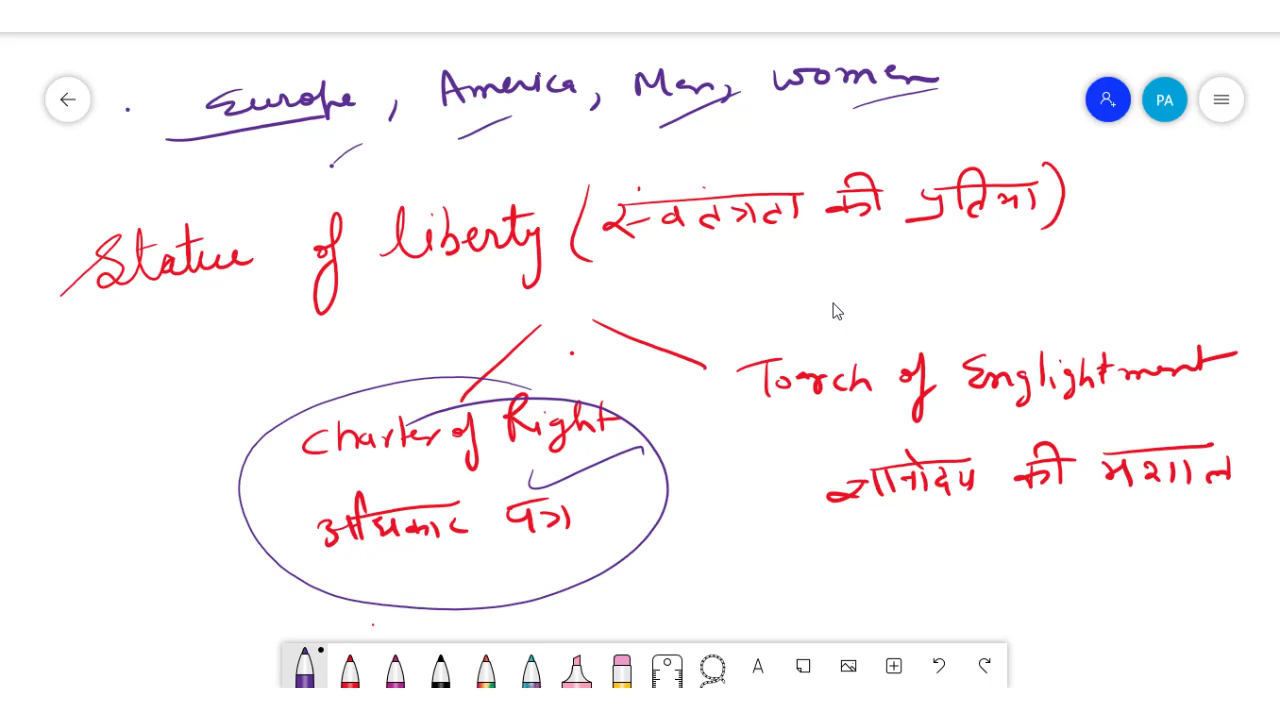 Europe, America, Men, women
PA
Statue of liberty (स्वतंत्रता की प्रतिमा)
Torch of Englightment
Charter of Right
ज्ञानोदय की मशाल
अधिकार पत्र
A